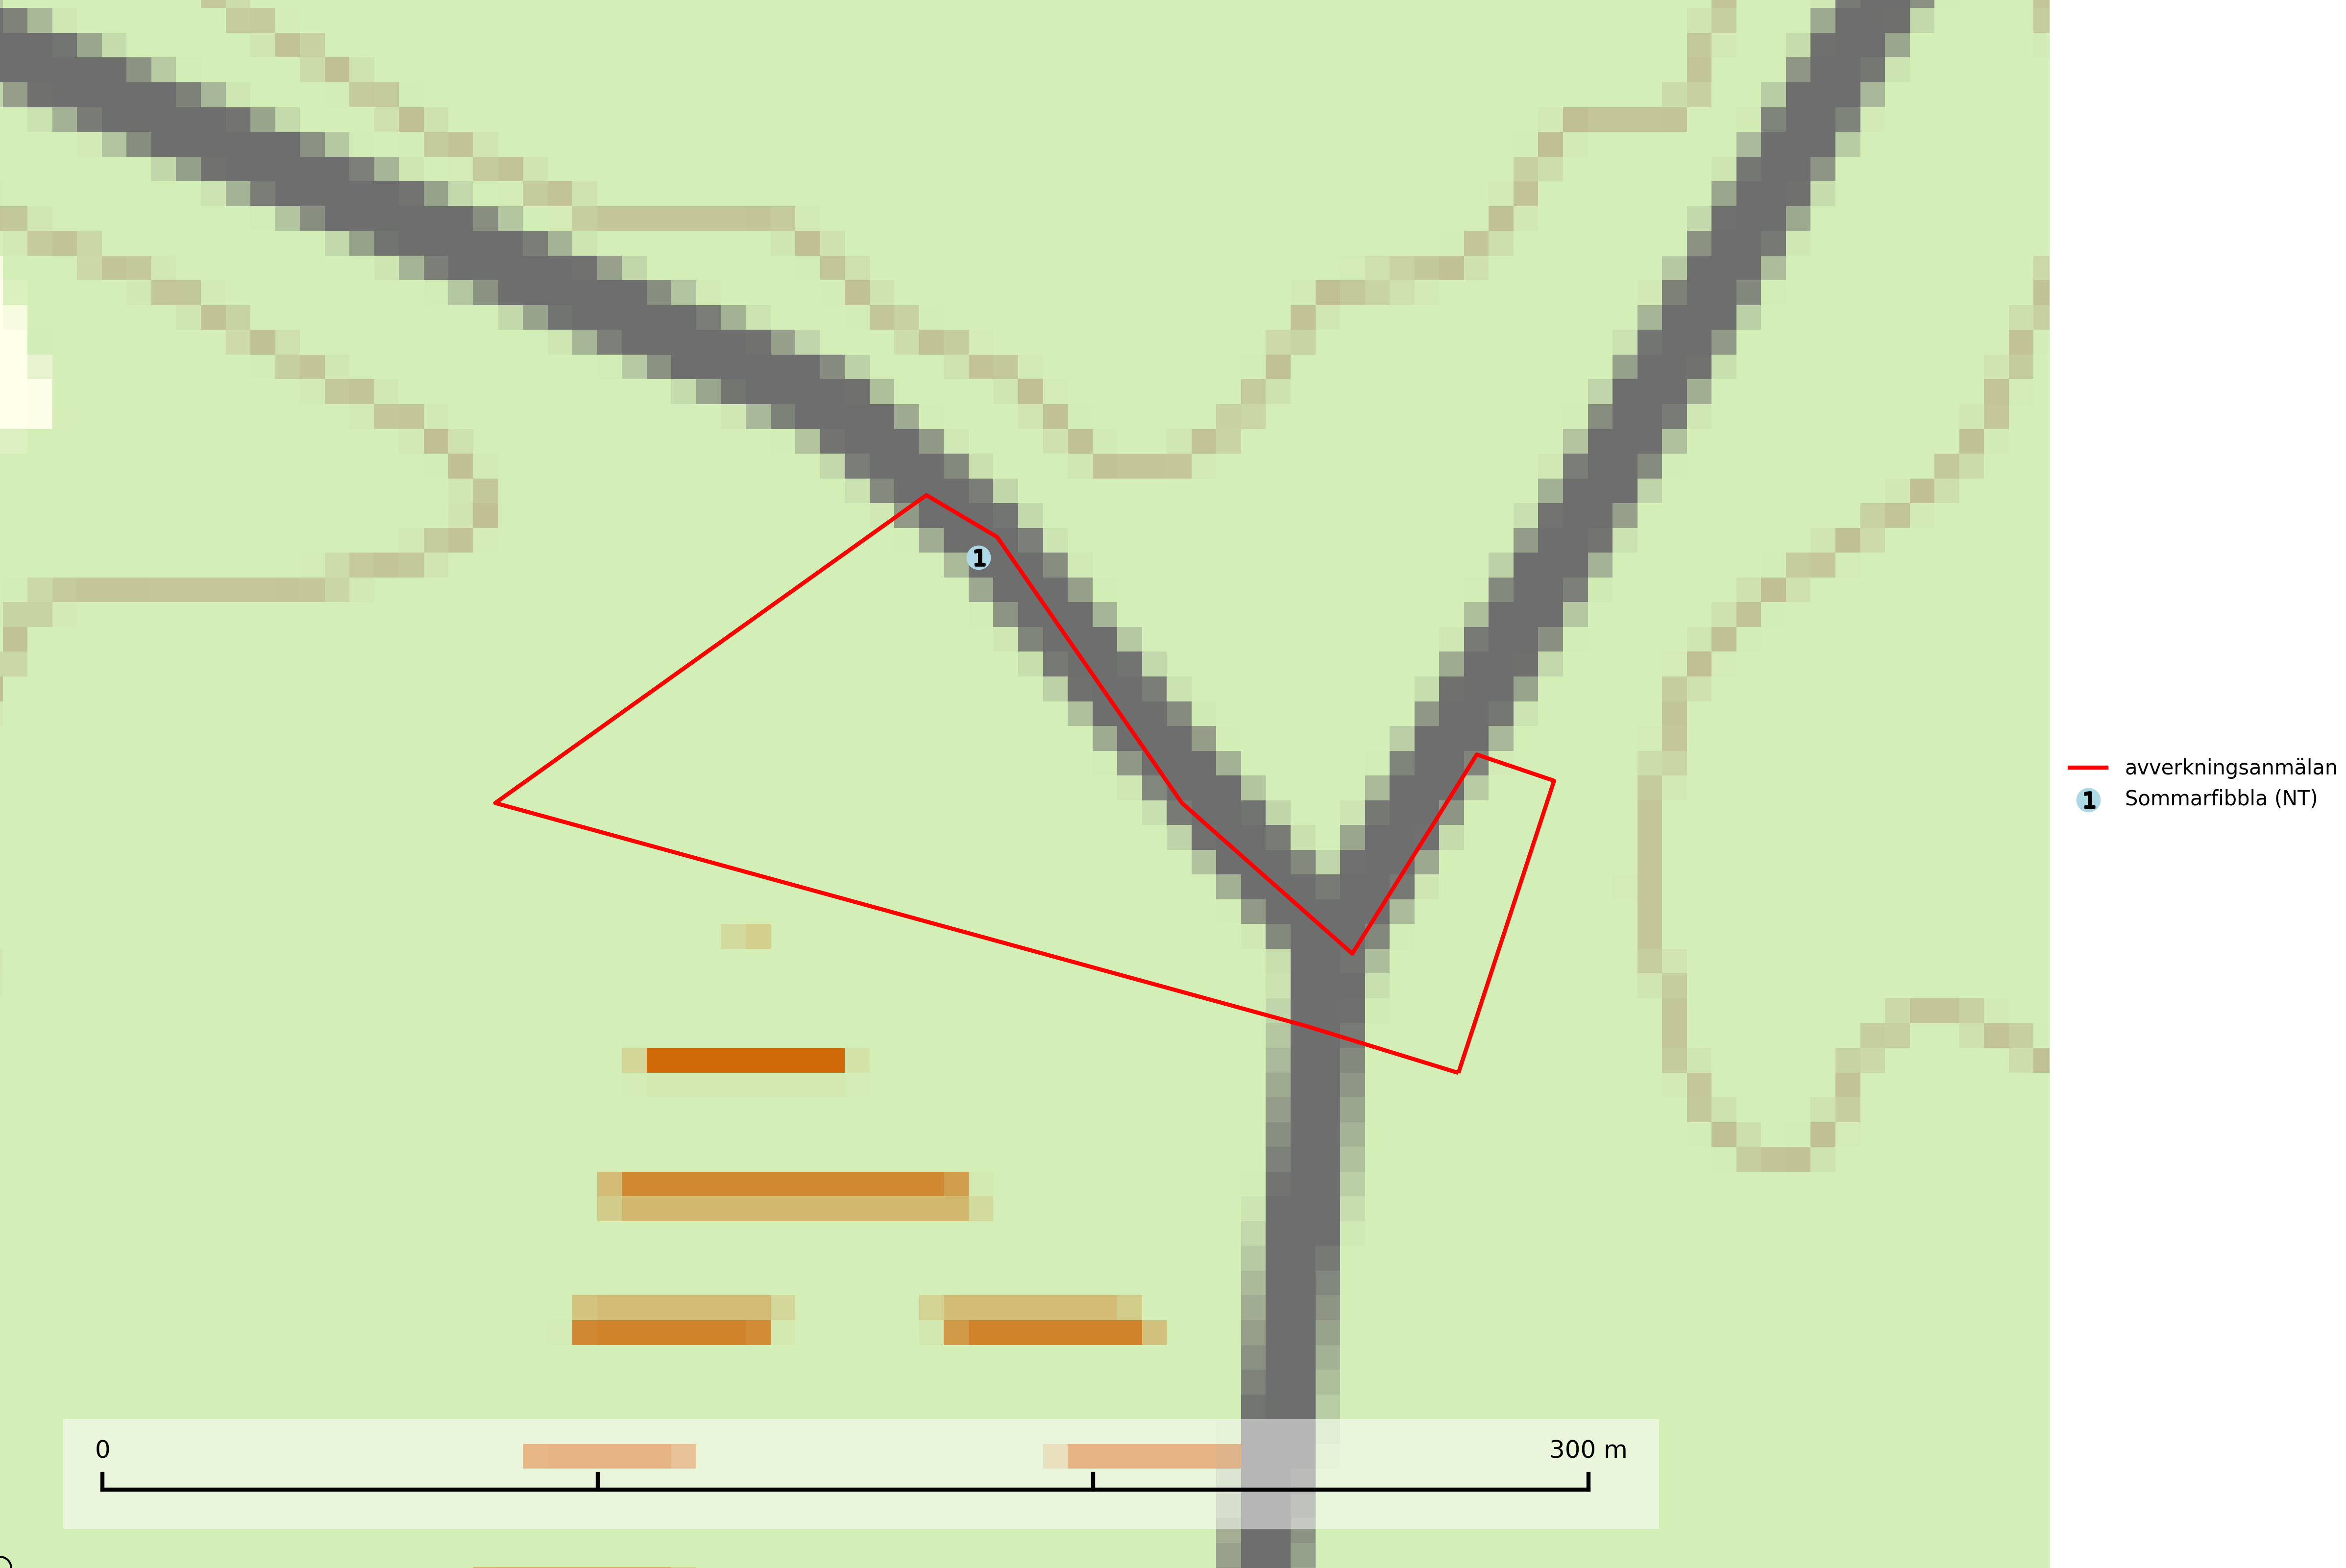 1
avverkningsanmälan
1 Sommarfibbla (NT)
0 300 m